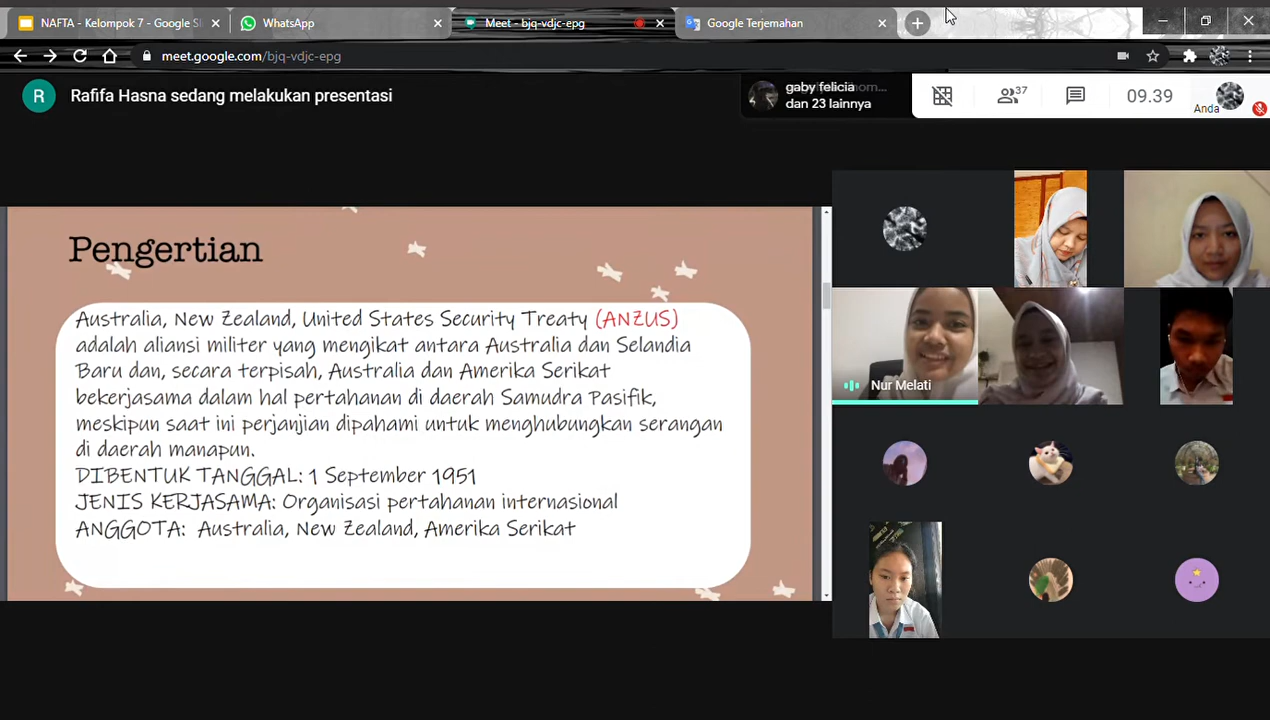 NAFTA - Kelompok 7 - Google Sl
WhatsApp
Meet - bjq-vdjc-epg
Google Terjemahan
meet.google.com/bjq-vdjc-epg
R
Rafifa Hasna sedang melakukan presentasi
gaby felicia
dan 23 lainnya
37
09.39
Anda
Pengertian
Australia, New Zealand, United States Security Treaty (ANZUS)
adalah aliansi militer yang mengikat antara Australia dan Selandia
Baru dan, secara terpisah, Australia dan Amerika Serikat
bekerjasama dalam hal pertahanan di daerah Samudra Pasifik,
meskipun saat ini perjanjian dipahami untuk menghubungkan serangan
di daerah manapun.
DIBENTUK TANGGAL: 1 September 1951
JENIS KERJASAMA: Organisasi pertahanan internasional
ANGGOTA: Australia, New Zealand, Amerika Serikat
Nur Melati